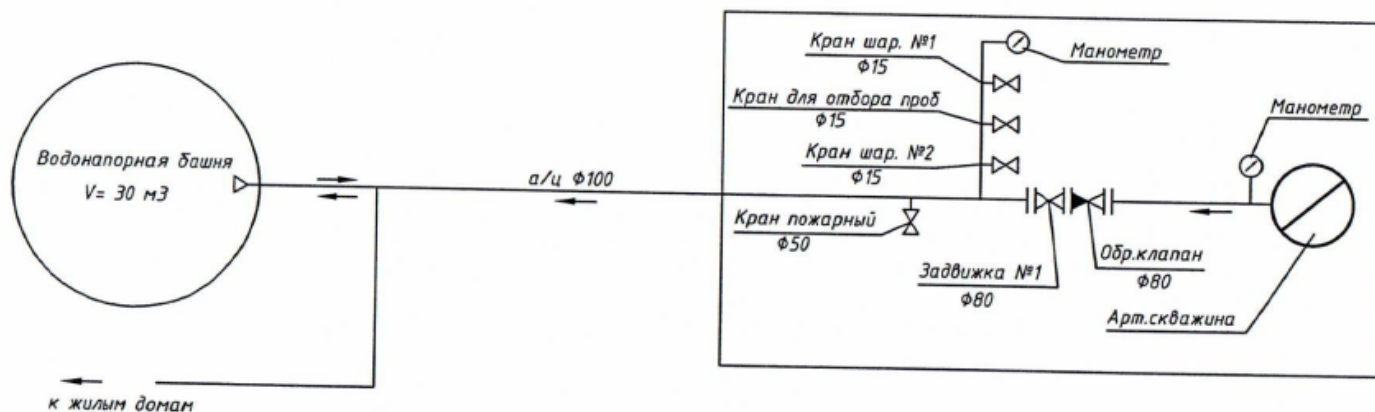 Кран шар. №1
Ф15
Манометр
Кран для отбора проб
Ф15
Манометр
Кран шар. №2
Ф15
Водонапорная башня
V= 30 м3
а/ц Ф100
Кран пожарный
Ф50
Задвижка №1
Ф80
Обр.клапан
Ф80
Арт.скважина
к жилым домам